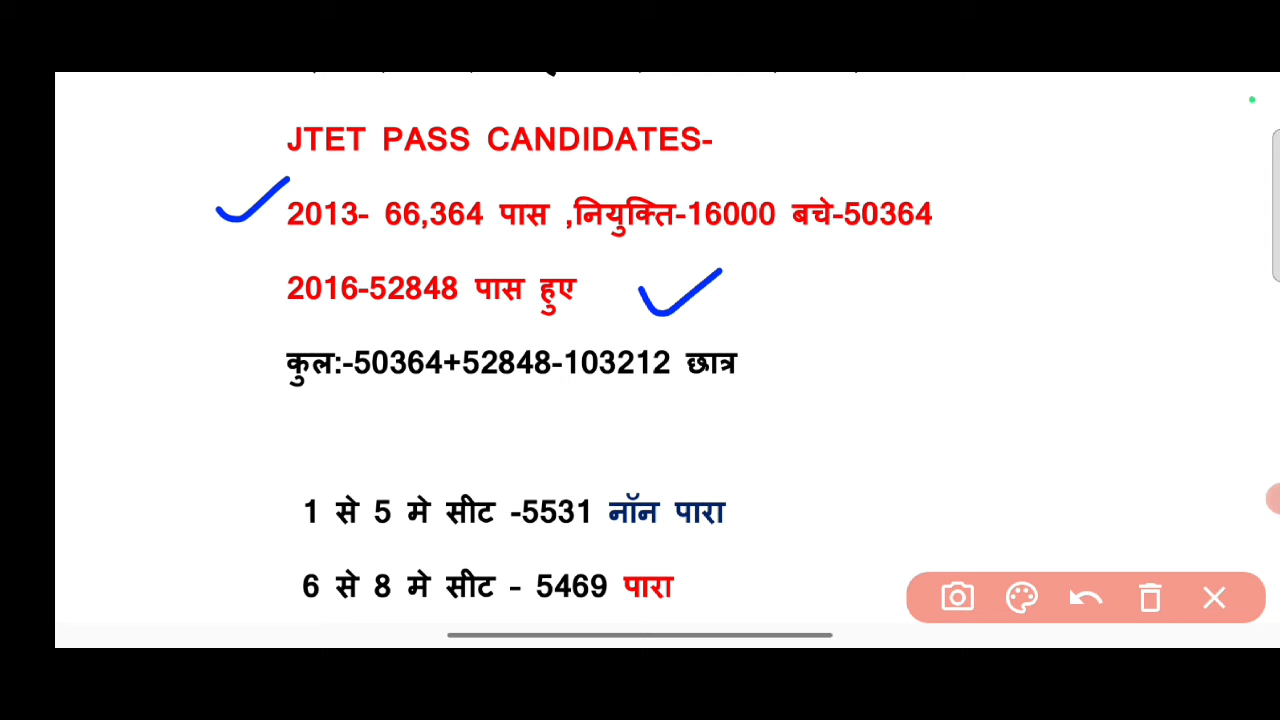 JTET PASS CANDIDATES-
2013- 66,364 पास ,नियुक्ति-16000 बचे-50364
2016-52848 पास हुए
कुल:-50364+52848-103212 छात्र
1 से 5 मे सीट -5531 नॉन पारा
6 से 8 मे सीट - 5469 पारा